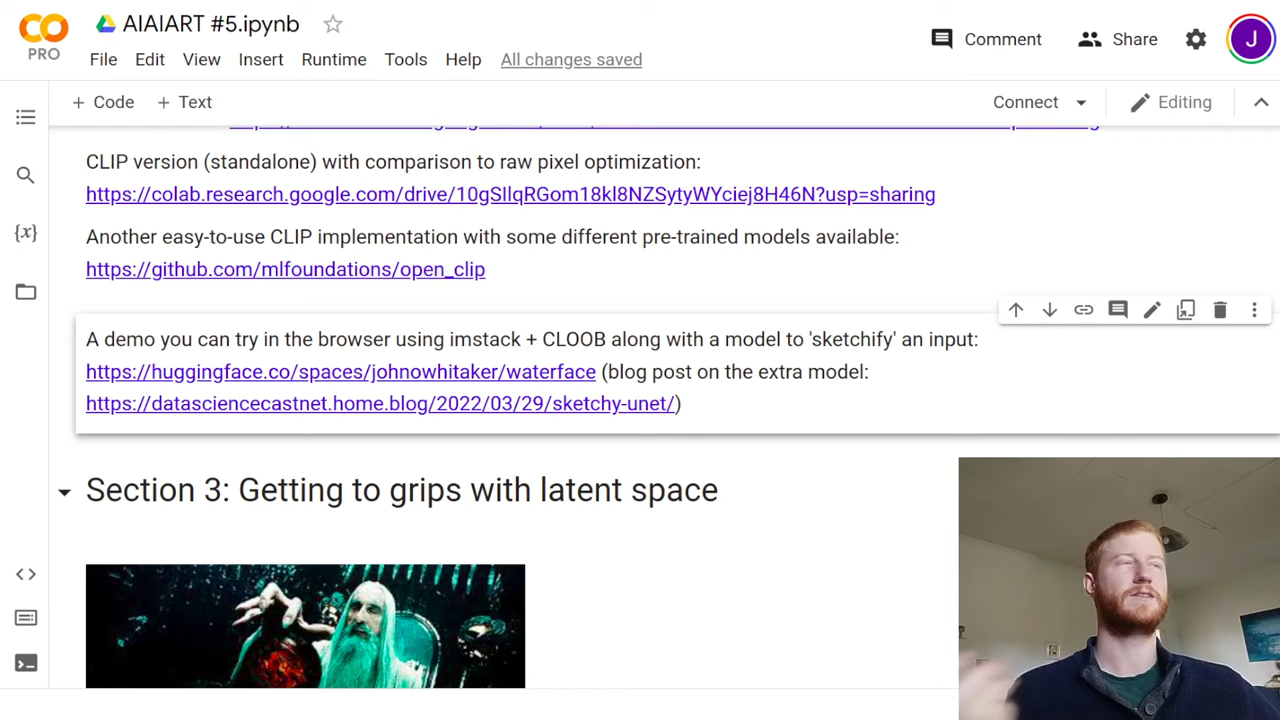 AIAIART #5.ipynb
PRO
File Edit View Insert Runtime Tools Help All changes saved
Comment Share J
+ Code + Text Connect Editing
CLIP version (standalone) with comparison to raw pixel optimization:
https://colab.research.google.com/drive/10gSIlqRGom18kl8NZSytyWYciej8H46N?usp=sharing
Another easy-to-use CLIP implementation with some different pre-trained models available:
https://github.com/mlfoundations/open_clip
A demo you can try in the browser using imstack + CLOOB along with a model to 'sketchify' an input:
https://huggingface.co/spaces/johnowhitaker/waterface (blog post on the extra model:
https://datasciencecastnet.home.blog/2022/03/29/sketchy-unet/)
Section 3: Getting to grips with latent space